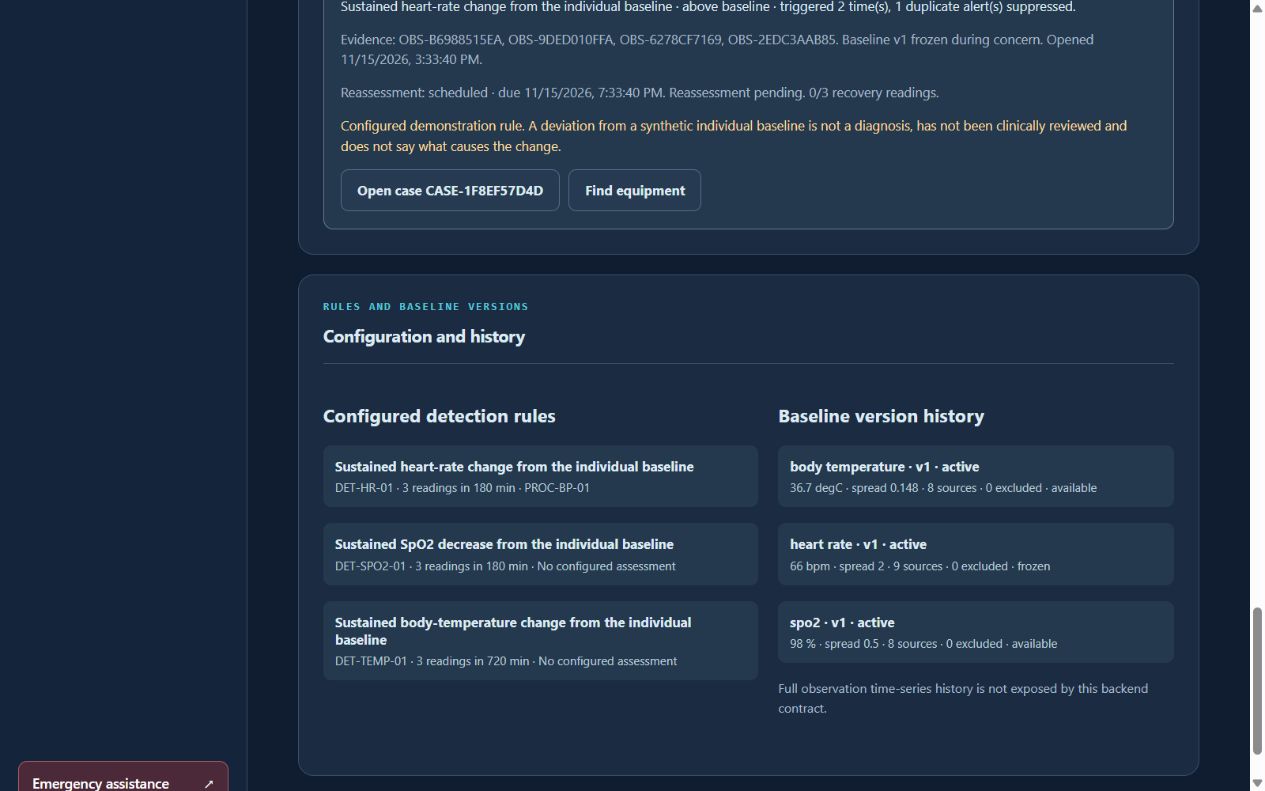 Sustained heart-rate change from the individual baseline · above baseline · triggered 2 time(s), 1 duplicate alert(s) suppressed.
Evidence: OBS-B6988515EA, OBS-9DED010FFA, OBS-6278CF7169, OBS-2EDC3AAB85. Baseline v1 frozen during concern. Opened
11/15/2026, 3:33:40 PM.
Reassessment: scheduled · due 11/15/2026, 7:33:40 PM. Reassessment pending. 0/3 recovery readings.
Configured demonstration rule. A deviation from a synthetic individual baseline is not a diagnosis, has not been clinically reviewed and
does not say what causes the change.
Open case CASE-1F8EF57D4D
Find equipment
RULES AND BASELINE VERSIONS
Configuration and history
Configured detection rules
Sustained heart-rate change from the individual baseline
DET-HR-01 · 3 readings in 180 min · PROC-BP-01
Sustained SpO2 decrease from the individual baseline
DET-SPO2-01 · 3 readings in 180 min · No configured assessment
Sustained body-temperature change from the individual
baseline
DET-TEMP-01 · 3 readings in 720 min · No configured assessment
Baseline version history
body temperature · v1 · active
36.7 degC · spread 0.148 · 8 sources · 0 excluded · available
heart rate · v1 · active
66 bpm · spread 2 · 9 sources · 0 excluded · frozen
spo2 · v1 · active
98 % · spread 0.5 · 8 sources · 0 excluded · available
Full observation time-series history is not exposed by this backend
contract.
Emergency assistance ↗